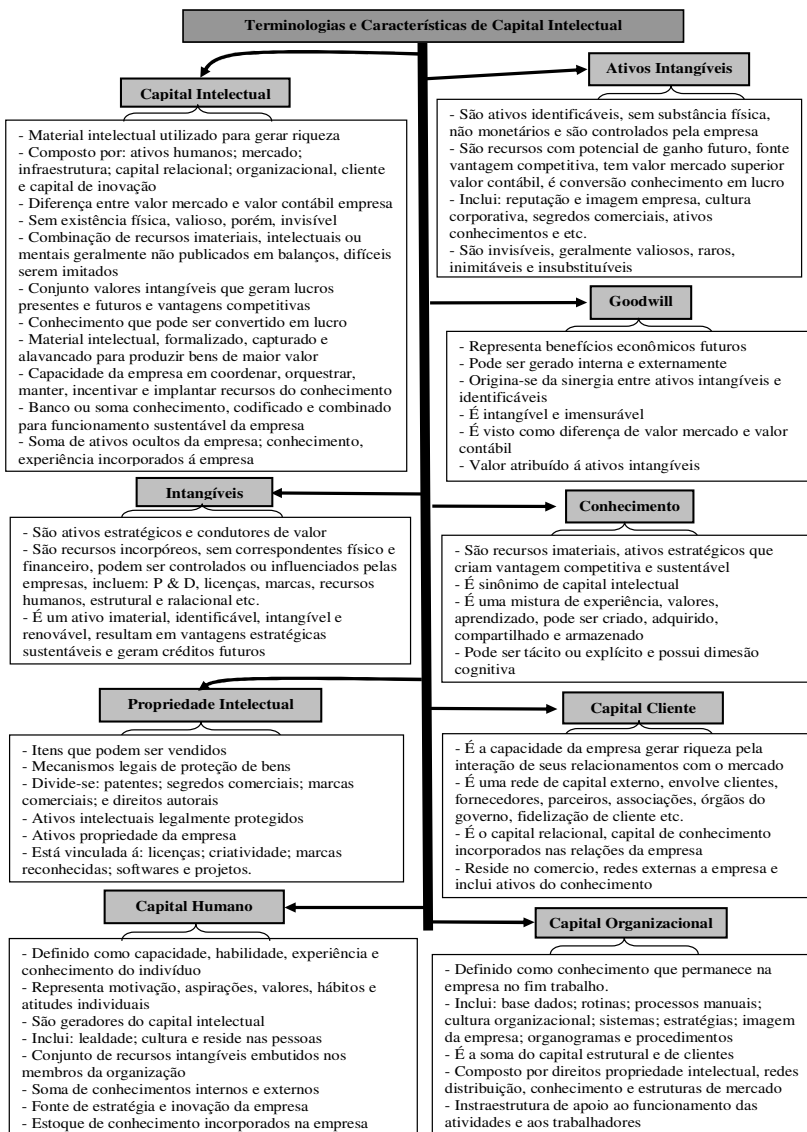 Terminologias e Características de Capital Intelectual
Capital Intelectual
- Material intelectual utilizado para gerar riqueza
- Composto por: ativos humanos; mercado;
infraestrutura; capital relacional; organizacional, cliente
e capital de inovação
- Diferença entre valor mercado e valor contábil empresa
- Sem existência física, valioso, porém, invisível
- Combinação de recursos imateriais, intelectuais ou
mentais geralmente não publicados em balanços, difíceis
serem imitados
- Conjunto valores intangíveis que geram lucros
presentes e futuros e vantagens competitivas
- Conhecimento que pode ser convertido em lucro
- Material intelectual, formalizado, capturado e
alavancado para produzir bens de maior valor
- Capacidade da empresa em coordenar, orquestrar,
manter, incentivar e implantar recursos do conhecimento
- Banco ou soma conhecimento, codificado e combinado
para funcionamento sustentável da empresa
- Soma de ativos ocultos da empresa; conhecimento,
experiência incorporados á empresa
Ativos Intangíveis
- São ativos identificáveis, sem substância física,
não monetários e são controlados pela empresa
- São recursos com potencial de ganho futuro, fonte
vantagem competitiva, tem valor mercado superior
valor contábil, é conversão conhecimento em lucro
- Inclui: reputação e imagem empresa, cultura
corporativa, segredos comerciais, ativos
conhecimentos e etc.
- São invisíveis, geralmente valiosos, raros,
inimitáveis e insubstituíveis
Goodwill
- Representa benefícios econômicos futuros
- Pode ser gerado interna e externamente
- Origina-se da sinergia entre ativos intangíveis e
identificáveis
- É intangível e imensurável
- É visto como diferença de valor mercado e valor
contábil
- Valor atribuído á ativos intangíveis
Intangíveis
- São ativos estratégicos e condutores de valor
- São recursos incorpóreos, sem correspondentes físico e
financeiro, podem ser controlados ou influenciados pelas
empresas, incluem: P & D, licenças, marcas, recursos
humanos, estrutural e ralacional etc.
- É um ativo imaterial, identificável, intangível e
renovável, resultam em vantagens estratégicas
sustentáveis e geram créditos futuros
Conhecimento
- São recursos imateriais, ativos estratégicos que
criam vantagem competitiva e sustentável
- É sinônimo de capital intelectual
- É uma mistura de experiência, valores,
aprendizado, pode ser criado, adquirido,
compartilhado e armazenado
- Pode ser tácito ou explícito e possui dimesão
cognitiva
Propriedade Intelectual
- Itens que podem ser vendidos
- Mecanismos legais de proteção de bens
- Divide-se: patentes; segredos comerciais; marcas
comerciais; e direitos autorais
- Ativos intelectuais legalmente protegidos
- Ativos propriedade da empresa
- Está vinculada á: licenças; criatividade; marcas
reconhecidas; softwares e projetos.
Capital Cliente
- É a capacidade da empresa gerar riqueza pela
interação de seus relacionamentos com o mercado
- É uma rede de capital externo, envolve clientes,
fornecedores, parceiros, associações, órgãos do
governo, fidelização de cliente etc.
- É o capital relacional, capital de conhecimento
incorporados nas relações da empresa
- Reside no comercio, redes externas a empresa e
inclui ativos do conhecimento
Capital Humano
- Definido como capacidade, habilidade, experiência e
conhecimento do indivíduo
- Representa motivação, aspirações, valores, hábitos e
atitudes individuais
- São geradores do capital intelectual
- Inclui: lealdade; cultura e reside nas pessoas
- Conjunto de recursos intangíveis embutidos nos
membros da organização
- Soma de conhecimentos internos e externos
- Fonte de estratégia e inovação da empresa
- Estoque de conhecimento incorporados na empresa
Capital Organizacional
- Definido como conhecimento que permanece na
empresa no fim trabalho.
- Inclui: base dados; rotinas; processos manuais;
cultura organizacional; sistemas; estratégias; imagem
da empresa; organogramas e procedimentos
- É a soma do capital estrutural e de clientes
- Composto por direitos propriedade intelectual, redes
distribuição, conhecimento e estruturas de mercado
- Instraestrutura de apoio ao funcionamento das
atividades e aos trabalhadores